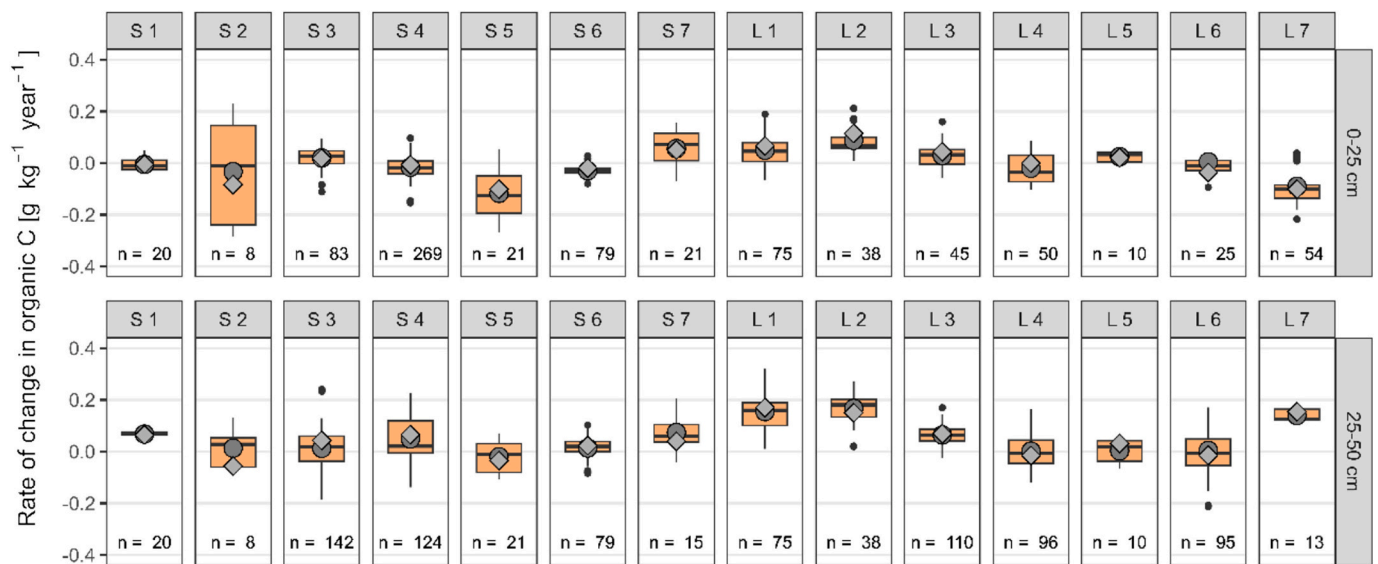 Rate of change in organic C [g kg⁻¹ year⁻¹ ]
S 1 S 2 S 3 S 4 S 5 S 6 S 7 L 1 L 2 L 3 L 4 L 5 L 6 L 7
0.4
0.2
0.0
-0.2
-0.4
n = 20 n = 8 n = 83 n = 269 n = 21 n = 79 n = 21 n = 75 n = 38 n = 45 n = 50 n = 10 n = 25 n = 54
0-25 cm
S 1 S 2 S 3 S 4 S 5 S 6 S 7 L 1 L 2 L 3 L 4 L 5 L 6 L 7
0.4
0.2
0.0
-0.2
-0.4
n = 20 n = 8 n = 142 n = 124 n = 21 n = 79 n = 15 n = 75 n = 38 n = 110 n = 96 n = 10 n = 95 n = 13
25-50 cm